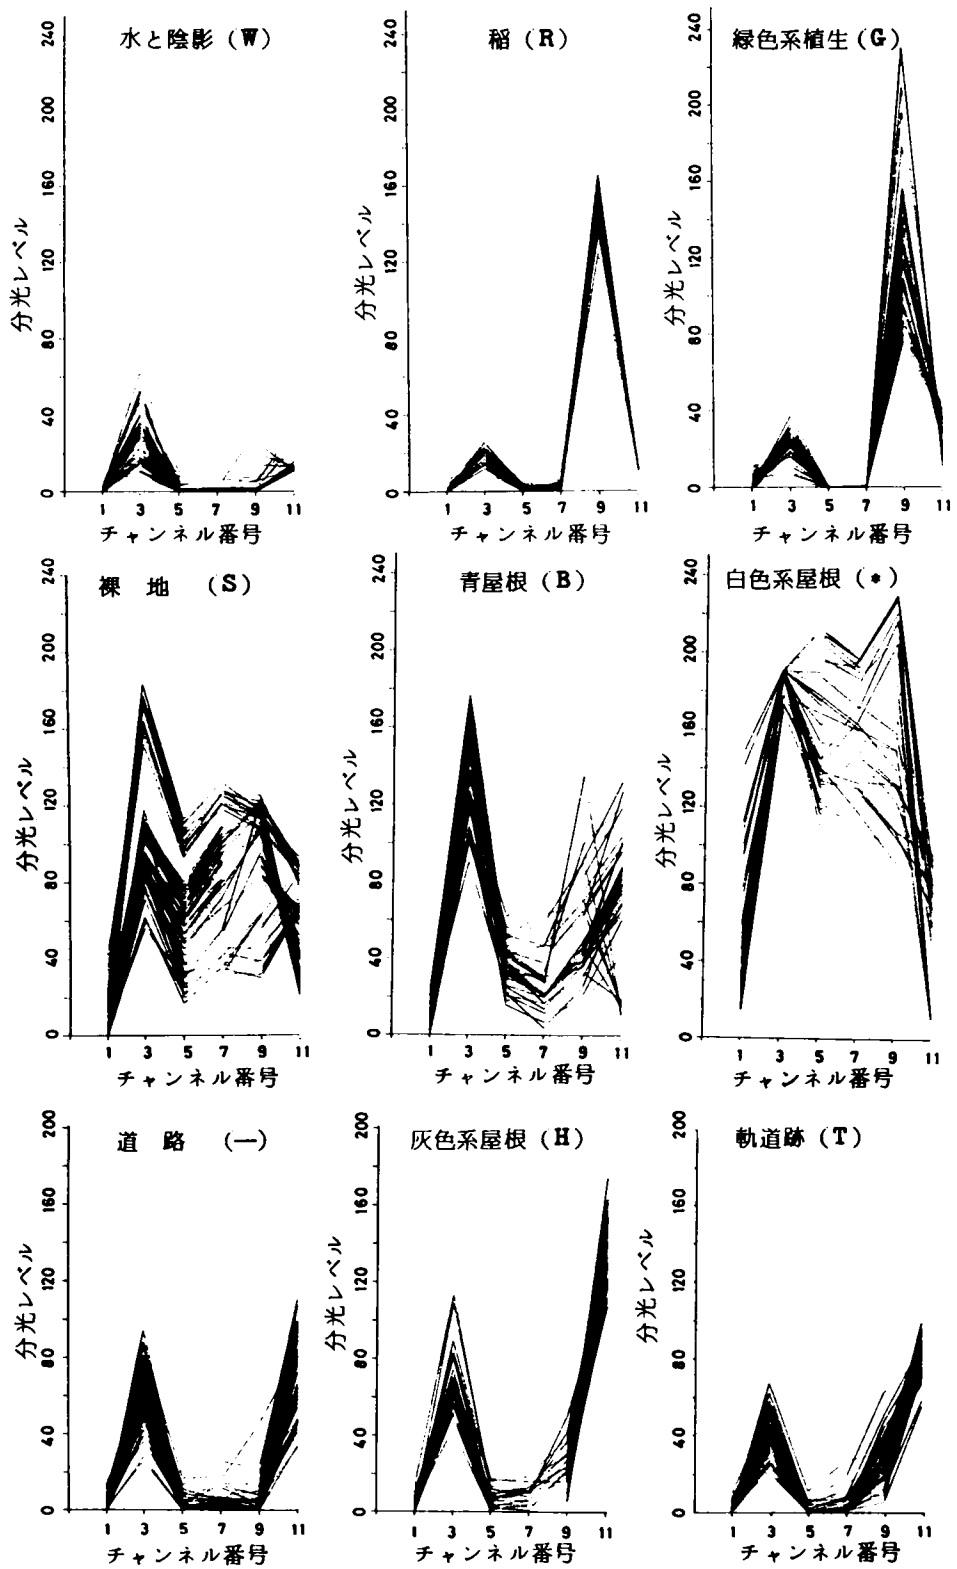 水と陰影（W）
240
200
160
120
80
40
0
分光レベル
1 3 5 7 9 11
チャンネル番号
稲（R）
240
200
160
120
80
40
0
分光レベル
1 3 5 7 9 11
チャンネル番号
緑色系植生（G）
240
200
160
120
80
40
0
分光レベル
1 3 5 7 9 11
チャンネル番号
裸 地 （S）
240
200
160
120
80
40
0
分光レベル
1 3 5 7 9 11
チャンネル番号
青屋根（B）
240
200
160
120
80
40
0
分光レベル
1 3 5 7 9 11
チャンネル番号
白色系屋根（*）
240
200
160
120
80
40
0
分光レベル
1 3 5 7 9 11
チャンネル番号
道 路 （—）
200
160
120
80
40
0
分光レベル
1 3 5 7 9 11
チャンネル番号
灰色系屋根（H）
200
160
120
80
40
0
分光レベル
1 3 5 7 9 11
チャンネル番号
軌道跡（T）
200
160
120
80
40
0
分光レベル
1 3 5 7 9 11
チャンネル番号